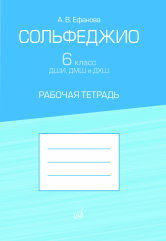 А. В. Ефанова
СОЛЬФЕДЖИО
6 класс
ДШИ, ДМШ и ДХШ
РАБОЧАЯ ТЕТРАДЬ